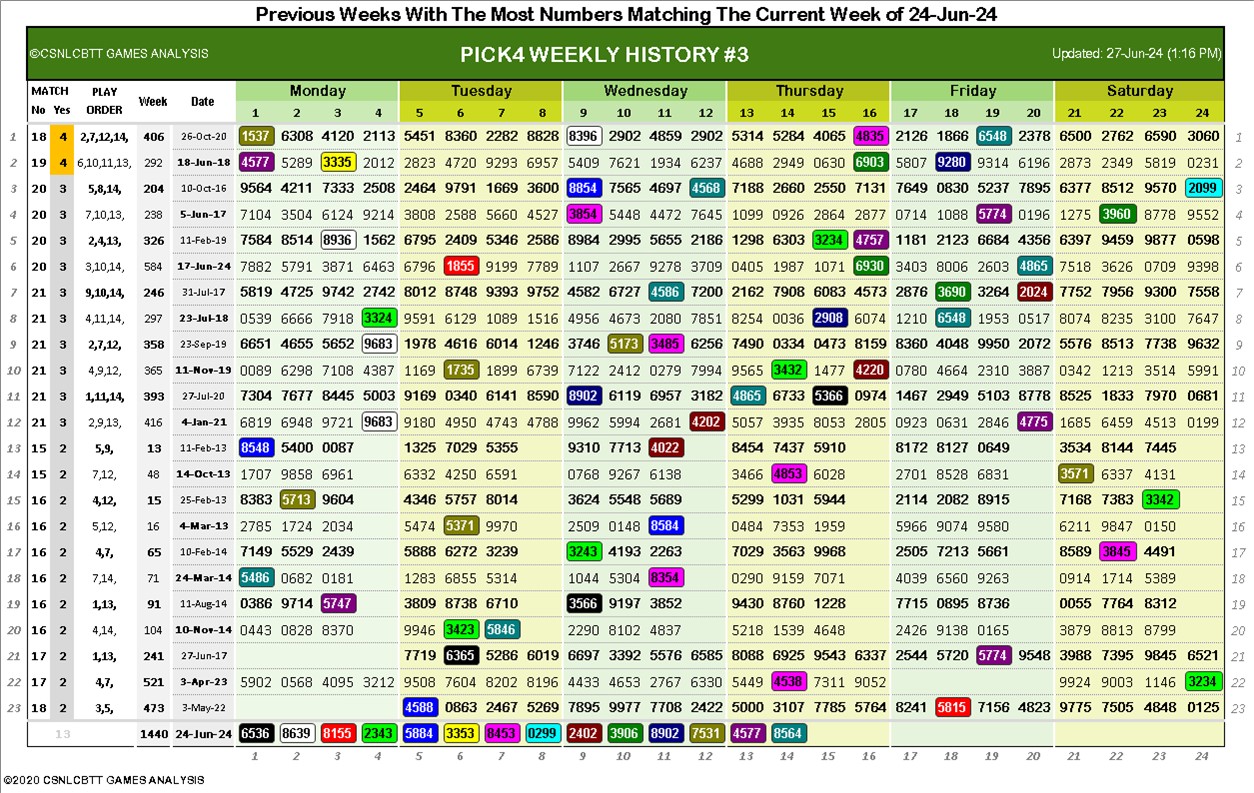 Previous Weeks With The Most Numbers Matching The Current Week of 24-Jun-24
©CSNLCBTT GAMES ANALYSIS PICK4 WEEKLY HISTORY #3 Updated: 27-Jun-24 (1:16 PM)
MATCH PLAY Week Date Monday Tuesday Wednesday Thursday Friday Saturday
No Yes ORDER 1 2 3 4 5 6 7 8 9 10 11 12 13 14 15 16 17 18 19 20 21 22 23 24
1 18 4 2,7,12,14, 406 26-Oct-20 1537 6308 4120 2113 5451 8360 2282 8828 8396 2902 4859 2902 5314 5284 4065 4835 2126 1866 6548 2378 6500 2762 6590 3060 1
2 19 4 6,10,11,13, 292 18-Jun-18 4577 5289 3335 2012 2823 4720 9293 6957 5409 7621 1934 6237 4688 2949 0630 6903 5807 9280 9314 6196 2873 2349 5819 0231 2
3 20 3 5,8,14, 204 10-Oct-16 9564 4211 7333 2508 2464 9791 1669 3600 8854 7565 4697 4568 7188 2660 2550 7131 7649 0830 5237 7895 6377 8512 9570 2099 3
4 20 3 7,10,13, 238 5-Jun-17 7104 3504 6124 9214 3808 2588 5660 4527 3854 5448 4472 7645 1099 0926 2864 2877 0714 1088 5774 0196 1275 3960 8778 9552 4
5 20 3 2,4,13, 326 11-Feb-19 7584 8514 8936 1562 6795 2409 5346 2586 8984 2995 5655 2186 1298 6303 3234 4757 1181 2123 6684 4356 6397 9459 9877 0598 5
6 20 3 3,10,14, 584 17-Jun-24 7882 5791 3871 6463 6796 1855 9199 7789 1107 2667 9278 3709 0405 1987 1071 6930 3403 8006 2603 4865 7518 3626 0709 9398 6
7 21 3 9,10,14, 246 31-Jul-17 5819 4725 9742 2742 8012 8748 9393 9752 4582 6727 4586 7200 2162 7908 6083 4573 2876 3690 3264 2024 7752 7956 9300 7558 7
8 21 3 4,11,14, 297 23-Jul-18 0539 6666 7918 3324 9591 6129 1089 1516 4956 4673 2080 7851 8254 0036 2908 6074 1210 6548 1953 0517 8074 8235 3100 7647 8
9 21 3 2,7,12, 358 23-Sep-19 6651 4655 5652 9683 1978 4616 6014 1246 3746 5173 3485 6256 7490 0334 0473 8159 8360 4048 9950 2072 5576 8513 7738 9632 9
10 21 3 4,9,12, 365 11-Nov-19 0089 6298 7108 4387 1169 1735 1899 6739 7122 2412 0279 7994 9565 3432 1477 4220 0780 4664 2310 3887 0342 1213 3514 5991 10
11 21 3 1,11,14, 393 27-Jul-20 7304 7677 8445 5003 9169 0340 6141 8590 8902 6119 6957 3182 4865 6733 5366 0974 1467 2949 5103 8778 8525 1833 7970 0681 11
12 21 3 2,9,13, 416 4-Jan-21 6819 6948 9721 9683 9180 4950 4743 4788 9962 5994 2681 4202 5057 3935 8053 2805 0923 0631 2846 4775 1685 6459 4513 0199 12
13 15 2 5,9, 13 11-Feb-13 8548 5400 0087 1325 7029 5355 9310 7713 4022 8454 7437 5910 8172 8127 0649 3534 8144 7445 13
14 15 2 7,12, 48 14-Oct-13 1707 9858 6961 6332 4250 6591 0768 9267 6138 3466 4853 6028 2701 8528 6831 3571 6337 4131 14
15 16 2 4,12, 15 25-Feb-13 8383 5713 9604 4346 5757 8014 3624 5548 5689 5299 1031 5944 2114 2082 8915 7168 7383 3342 15
16 16 2 5,12, 16 4-Mar-13 2785 1724 2034 5474 5371 9970 2509 0148 8584 0484 7353 1959 5966 9074 9580 6211 9847 0150 16
17 16 2 4,7, 65 10-Feb-14 7149 5529 2439 5888 6272 3239 3243 4193 2263 7029 3563 9968 2505 7213 5661 8589 3845 4491 17
18 16 2 7,14, 71 24-Mar-14 5486 0682 0181 1283 6855 5314 1044 5304 8354 0290 9159 7071 4039 6560 9263 0914 1718 5389 18
19 16 2 1,13, 91 11-Aug-14 0386 9714 5747 3809 8738 6710 3566 9197 3852 9430 8760 1228 7715 0895 8736 0055 7764 8312 19
20 16 2 4,14, 104 10-Nov-14 0443 0828 8370 9946 3423 5846 2290 8102 4837 5218 1539 4648 2426 9138 0165 3879 8813 8799 20
21 17 2 1,13, 241 27-Jun-17 7719 6365 5286 6019 6697 3392 5576 6585 8088 6925 9543 6337 2544 5720 5774 9548 3988 7395 9845 6521 21
22 17 2 4,7, 521 3-Apr-23 5902 0568 4095 3212 9508 7604 8202 8196 4433 4653 2767 6330 5449 4538 7311 9052 9924 9003 1146 3234 22
23 18 2 3,5, 473 3-May-22 4588 0863 2467 5269 7895 9977 7708 2422 5000 3107 7785 5764 8241 5815 7156 4823 9775 7505 4848 0125 23
13 1440 24-Jun-24 6536 8639 8155 2343 5884 3353 8453 0299 2402 3906 8902 7531 4577 8564
1 2 3 4 5 6 7 8 9 10 11 12 13 14 15 16 17 18 19 20 21 22 23 24
©2020 CSNLCBTT GAMES ANALYSIS